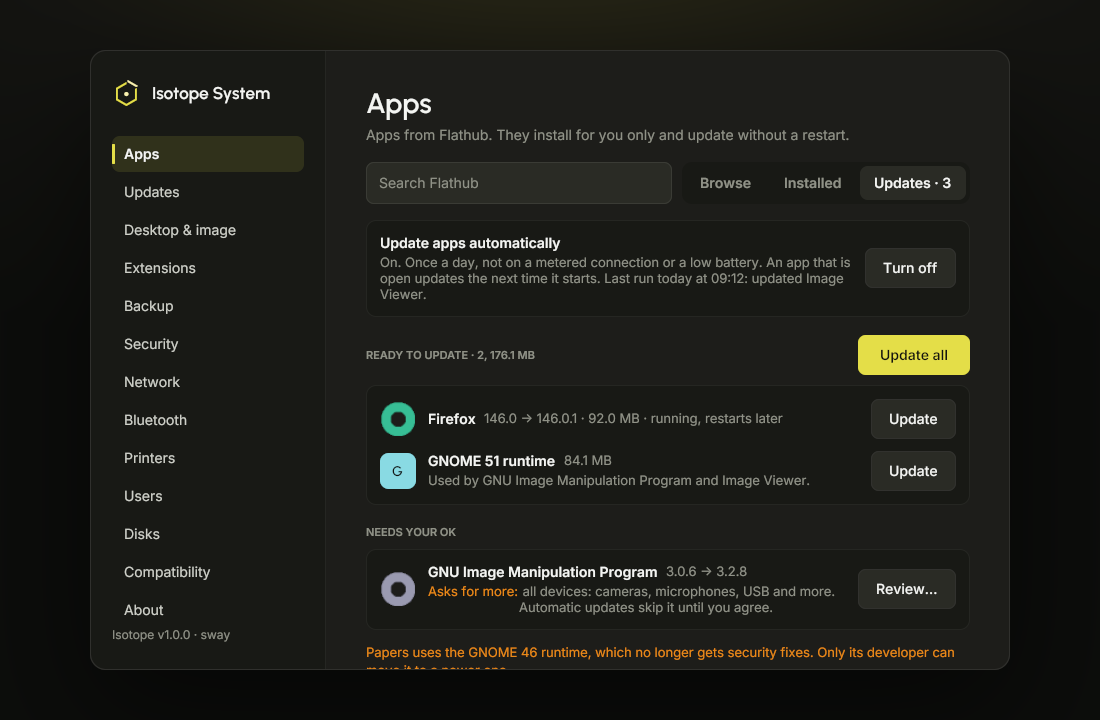 Isotope System
Apps
Updates
Desktop & image
Extensions
Backup
Security
Network
Bluetooth
Printers
Users
Disks
Compatibility
About
Isotope v1.0.0 · sway
Apps
Apps from Flathub. They install for you only and update without a restart.
Search Flathub
Browse
Installed
Updates · 3
Update apps automatically
On. Once a day, not on a metered connection or a low battery. An app that is
open updates the next time it starts. Last run today at 09:12: updated Image
Viewer.
Turn off
READY TO UPDATE · 2, 176.1 MB
Update all
Firefox 146.0 → 146.0.1 · 92.0 MB · running, restarts later
Update
G
GNOME 51 runtime 84.1 MB
Used by GNU Image Manipulation Program and Image Viewer.
Update
NEEDS YOUR OK
GNU Image Manipulation Program 3.0.6 → 3.2.8
Asks for more: all devices: cameras, microphones, USB and more.
Automatic updates skip it until you agree.
Review...
Papers uses the GNOME 46 runtime, which no longer gets security fixes. Only its developer can